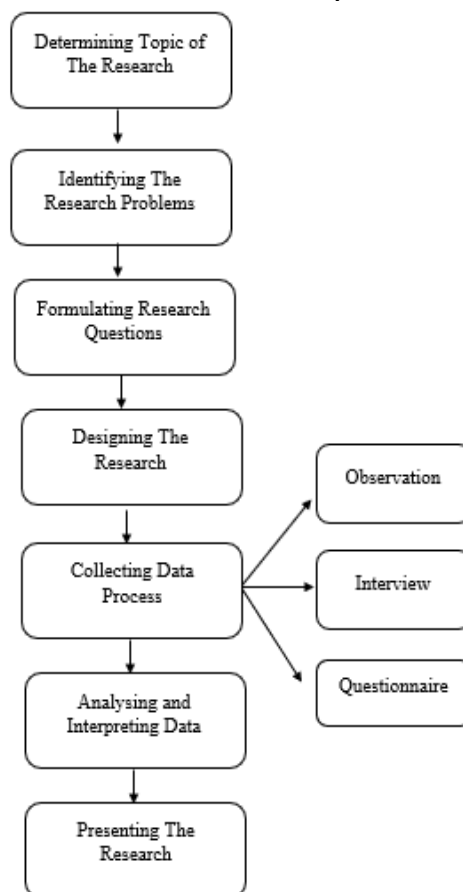 Determining Topic of
The Research
Identifying The
Research Problems
Formulating Research
Questions
Designing The
Research
Collecting Data
Process
Observation
Interview
Questionnaire
Analysing and
Interpreting Data
Presenting The
Research